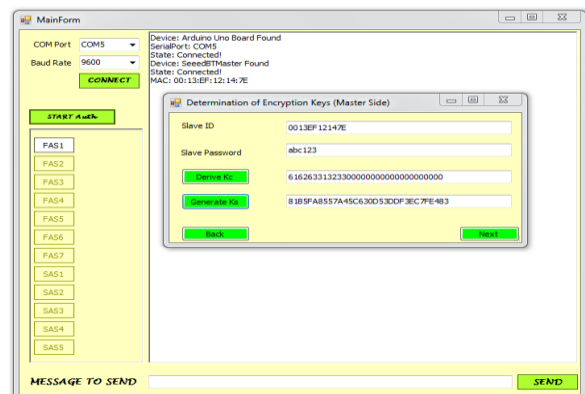 MainForm
COM Port COM5
Baud Rate 9600
CONNECT
START Auth
FAS1
FAS2
FAS3
FAS4
FAS5
FAS6
FAS7
SAS1
SAS2
SAS3
SAS4
SAS5
Device: Arduino Uno Board Found
SerialPort: COM5
State: Connected!
Device: SeeedBTMaster Found
State: Connected!
MAC: 00:13:EF:12:14:7E
Determination of Encryption Keys (Master Side)
Slave ID 0013EF12147E
Slave Password abc123
Derive Kc 61626331323300000000000000000000
Generate Ks 81B5FA8557A45C630D53DDF3EC7FE483
Back Next
MESSAGE TO SEND SEND